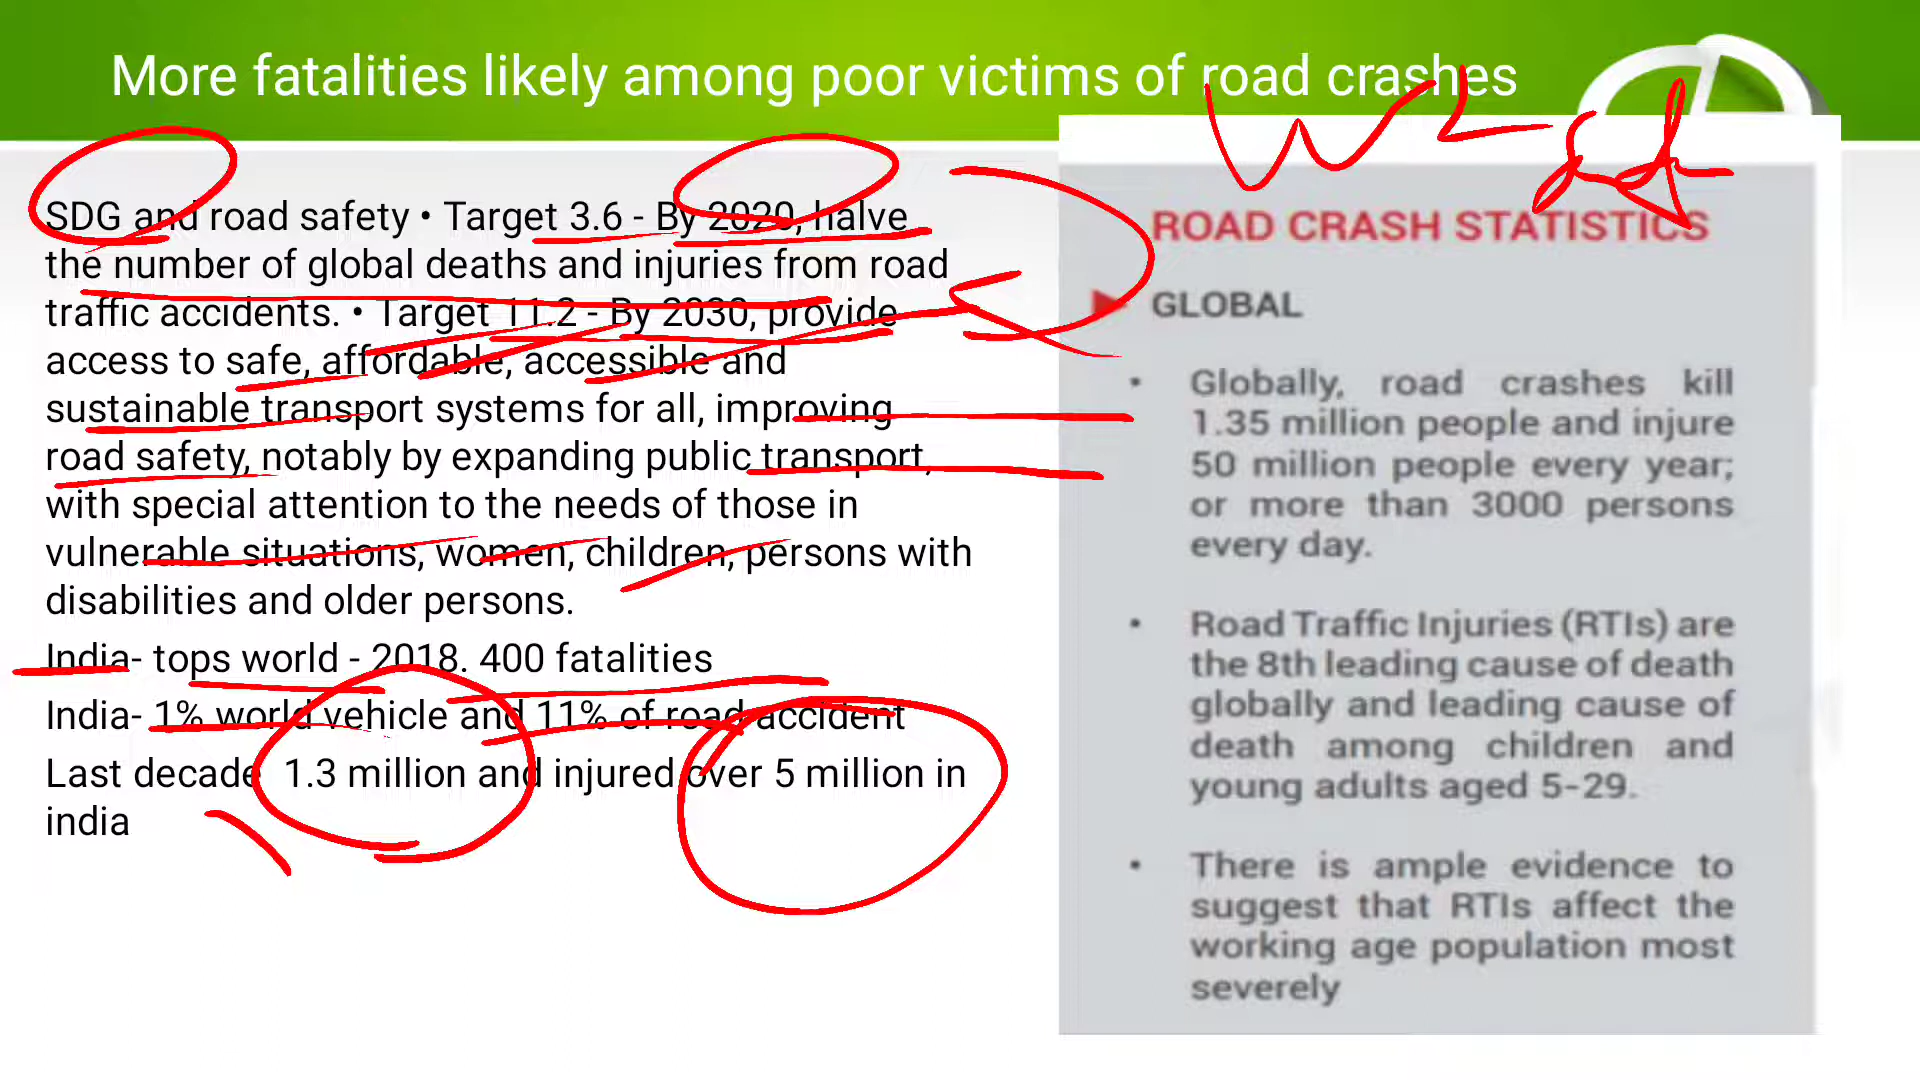 More fatalities likely among poor victims of road crashes
SDG and road safety • Target 3.6 - By 2020, halve
the number of global deaths and injuries from road
traffic accidents. • Target 11.2 - By 2030, provide
access to safe, affordable, accessible and
sustainable transport systems for all, improving
road safety, notably by expanding public transport,
with special attention to the needs of those in
vulnerable situations, women, children, persons with
disabilities and older persons.
India- tops world - 2018. 400 fatalities
India- 1% world vehicle and 11% of road accident
Last decade 1.3 million and injured over 5 million in
india
ROAD CRASH STATISTICS
GLOBAL
• Globally, road crashes kill
1.35 million people and injure
50 million people every year;
or more than 3000 persons
every day.
• Road Traffic Injuries (RTIs) are
the 8th leading cause of death
globally and leading cause of
death among children and
young adults aged 5-29.
• There is ample evidence to
suggest that RTIs affect the
working age population most
severely